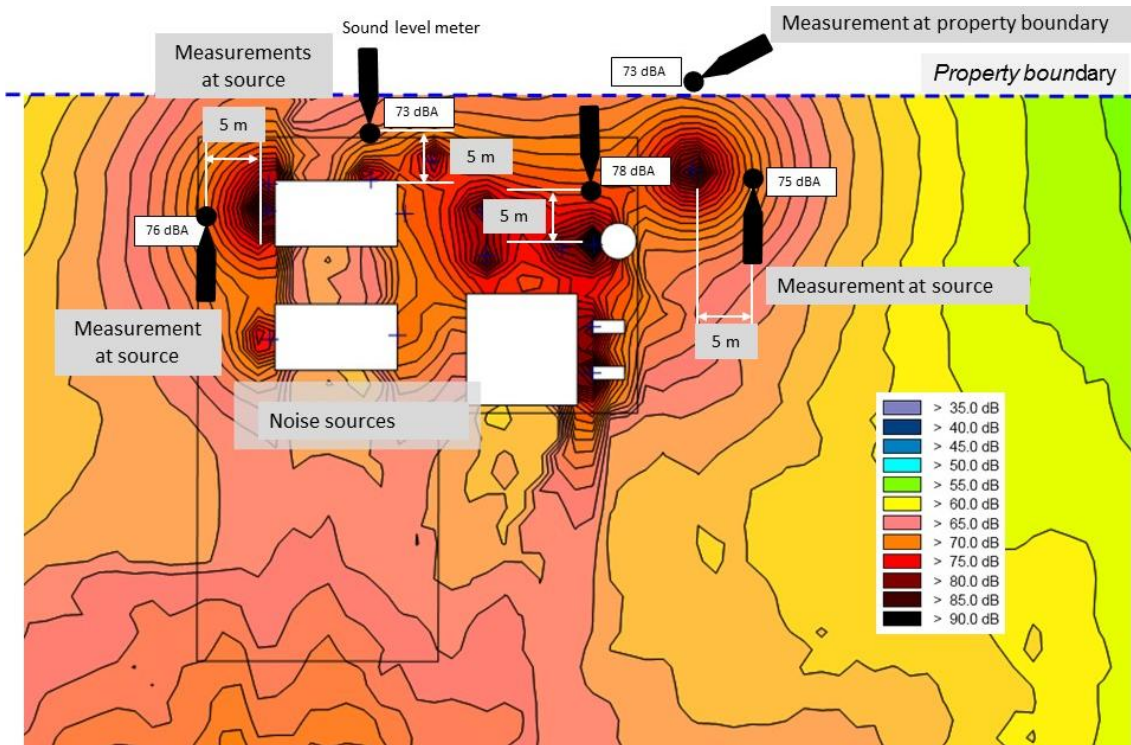 Sound level meter
Measurement at property boundary
Measurements
at source
73 dBA
73 dBA
Property boundary
5 m
5 m
78 dBA
75 dBA
5 m
76 dBA
Measurement at source
Measurement
at source
5 m
Noise sources
> 35.0 dB
> 40.0 dB
> 45.0 dB
> 50.0 dB
> 55.0 dB
> 60.0 dB
> 65.0 dB
> 70.0 dB
> 75.0 dB
> 80.0 dB
> 85.0 dB
> 90.0 dB